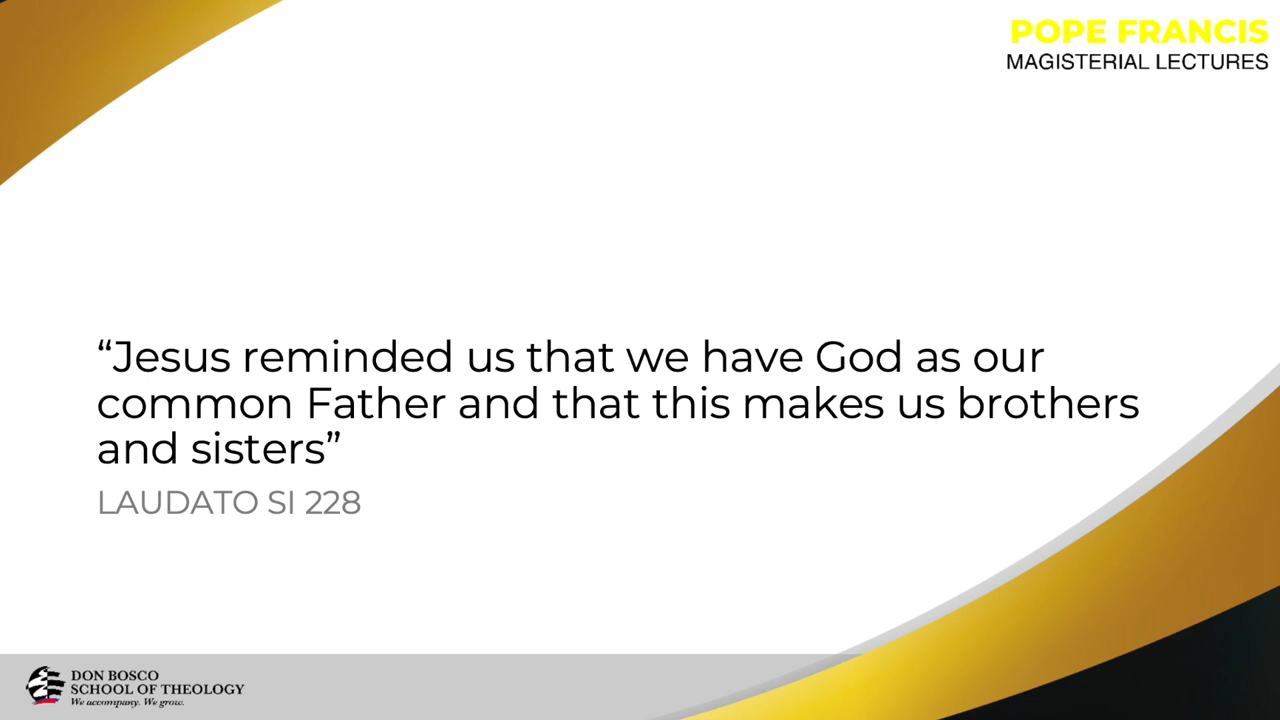 POPE FRANCIS
MAGISTERIAL LECTURES
“Jesus reminded us that we have God as our
common Father and that this makes us brothers
and sisters”
LAUDATO SI 228
DON BOSCO
SCHOOL OF THEOLOGY
We accompany. We grow.